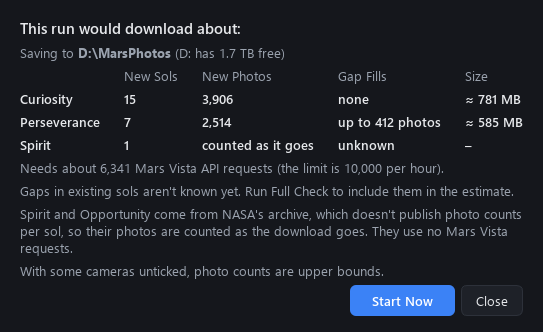 This run would download about:
Saving to D:\MarsPhotos (D: has 1.7 TB free)
New Sols New Photos Gap Fills Size
Curiosity 15 3,906 none ≈ 781 MB
Perseverance 7 2,514 up to 412 photos ≈ 585 MB
Spirit 1 counted as it goes unknown –
Needs about 6,341 Mars Vista API requests (the limit is 10,000 per hour).
Gaps in existing sols aren't known yet. Run Full Check to include them in the estimate.
Spirit and Opportunity come from NASA's archive, which doesn't publish photo counts
per sol, so their photos are counted as the download goes. They use no Mars Vista
requests.
With some cameras unticked, photo counts are upper bounds.
Start Now Close